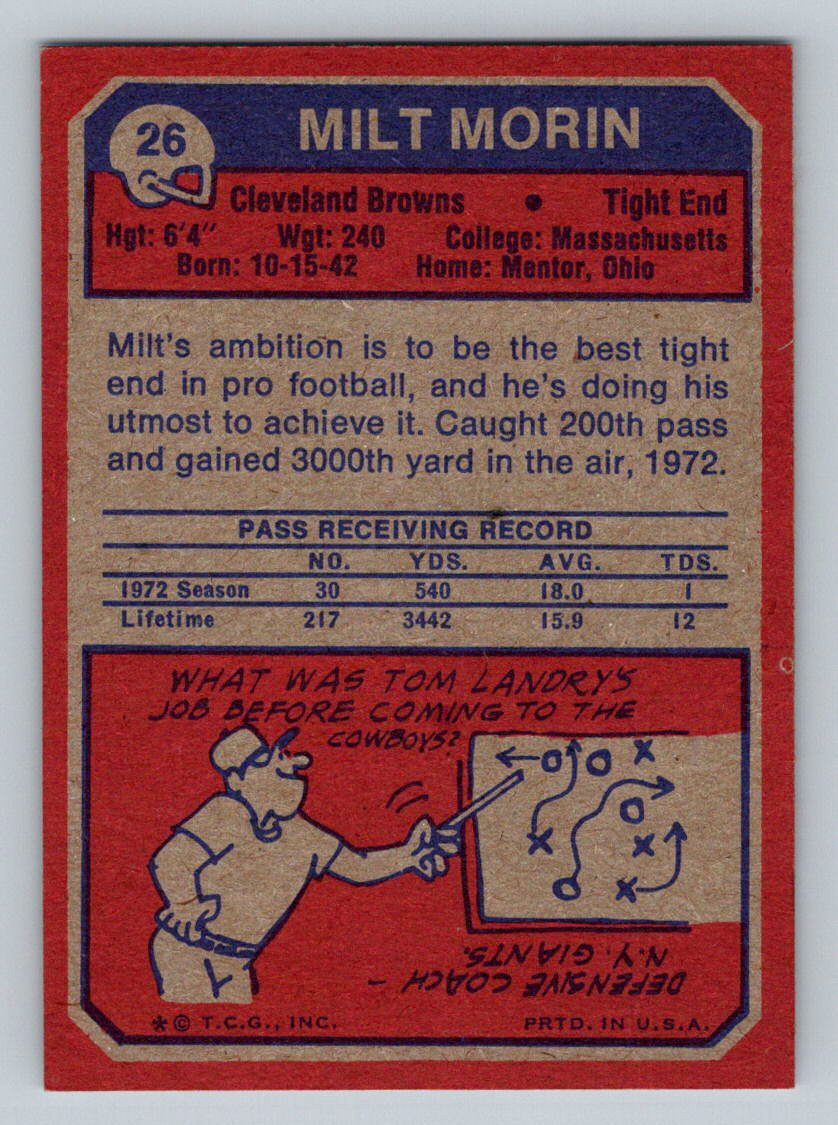 26
MILT MORIN
Cleveland Browns • Tight End
Hgt: 6'4" Wgt: 240 College: Massachusetts
Born: 10-15-42 Home: Mentor, Ohio
Milt's ambition is to be the best tight
end in pro football, and he's doing his
utmost to achieve it. Caught 200th pass
and gained 3000th yard in the air, 1972.
PASS RECEIVING RECORD
NO. YDS. AVG. TDS.
1972 Season 30 540 18.0 1
Lifetime 217 3442 15.9 12
WHAT WAS TOM LANDRY'S
JOB BEFORE COMING TO THE
COWBOYS?
DEFENSIVE COACH –
N.Y. GIANTS.
* © T.C.G., INC. PRTD. IN U.S.A.